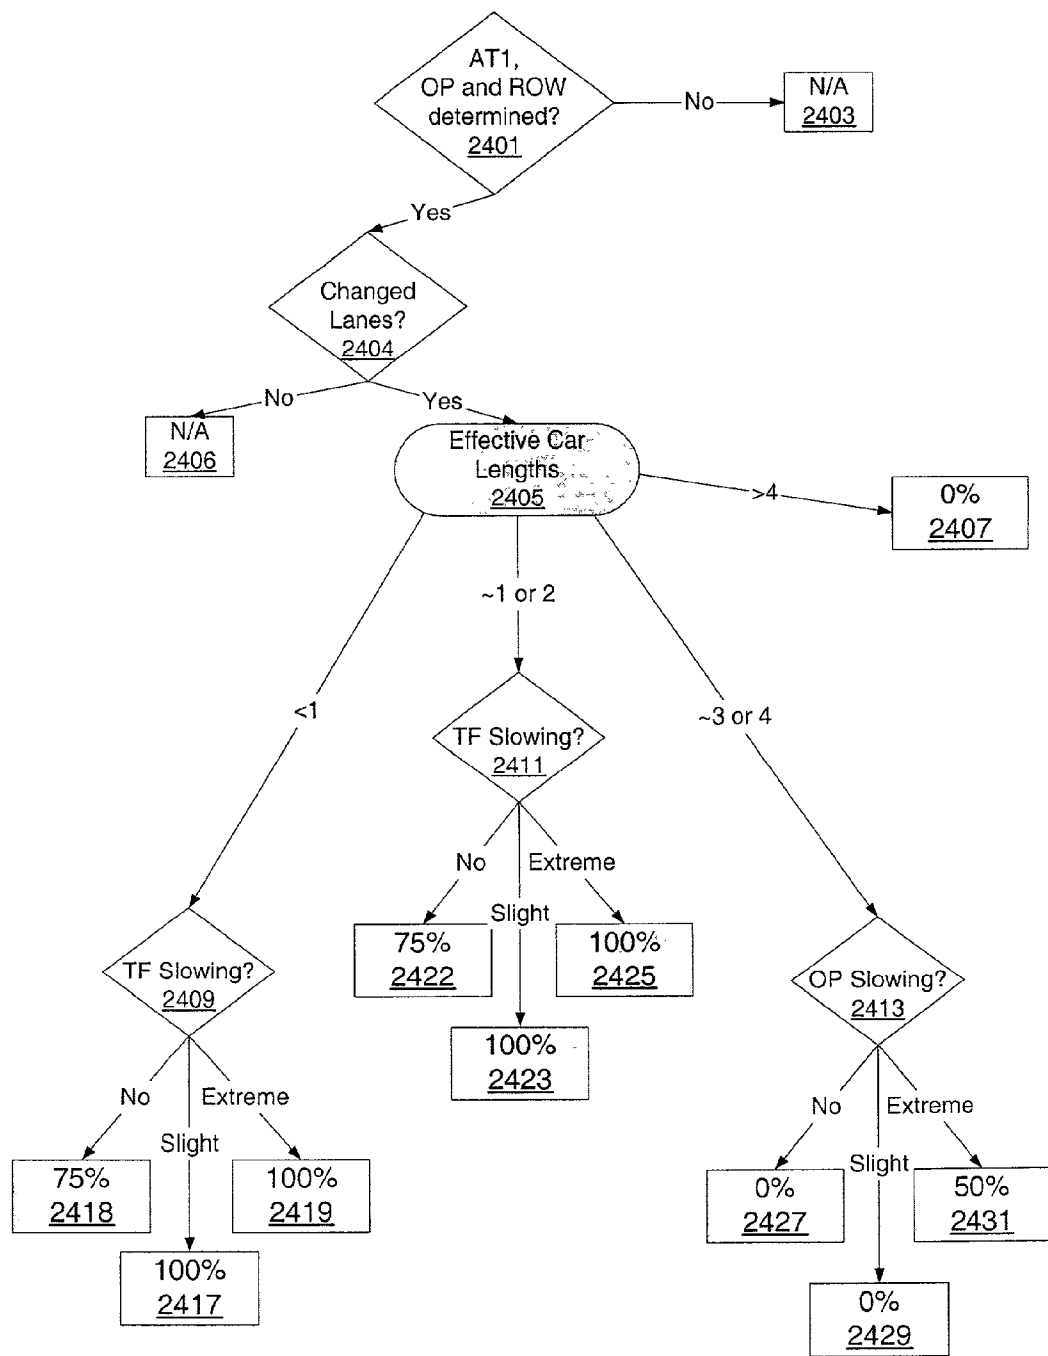 AT1,
OP and ROW
determined?
2401
No
N/A
2403
Yes
Changed
Lanes?
2404
No
Yes
N/A
2406
Effective Car
Lengths
2405
>4
0%
2407
~1 or 2
<1
~3 or 4
TF Slowing?
2411
No
Extreme
Slight
75%
2422
100%
2425
100%
2423
TF Slowing?
2409
No
Extreme
Slight
75%
2418
100%
2419
100%
2417
OP Slowing?
2413
No
Extreme
Slight
0%
2427
50%
2431
0%
2429